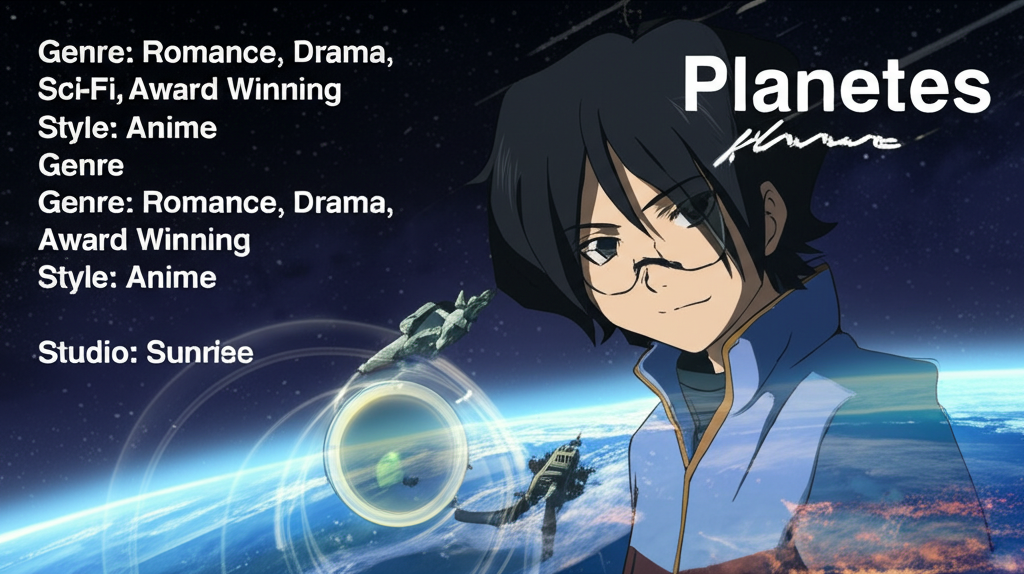 Genre: Romance, Drama,
Sci-Fi, Award Winning
Style: Anime
Genre
Genre: Romance, Drama,
Award Winning
Style: Anime
Studio: Sunriee
Planetes